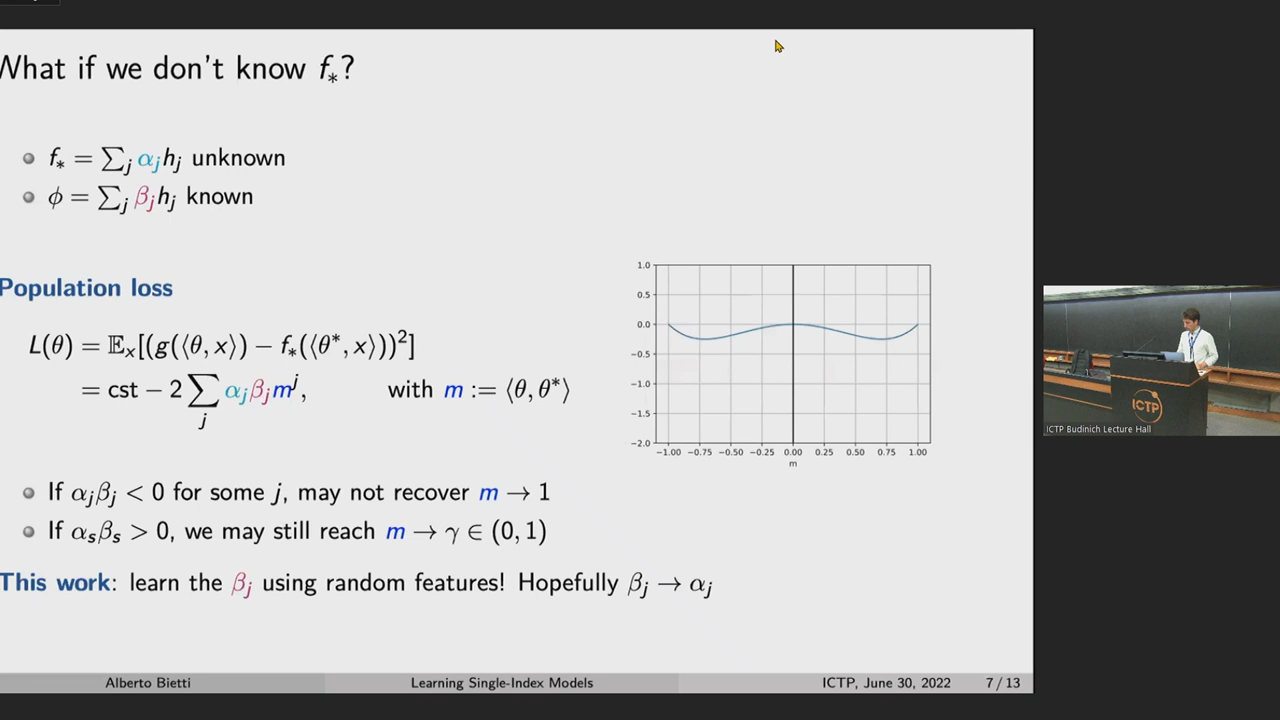 What if we don't know f∗?
f∗ = ∑j αjhj unknown
ϕ = ∑j βjhj known
Population loss
L(θ) = 𝔼x[(g(⟨θ, x⟩) − f∗(⟨θ*, x⟩))²]
= cst − 2 ∑j αjβjm^j, with m := ⟨θ, θ*⟩
1.0
0.5
0.0
−0.5
−1.0
−1.5
−2.0
−1.00 −0.75 −0.50 −0.25 0.00 0.25 0.50 0.75 1.00
m
If αjβj < 0 for some j, may not recover m → 1
If αsβs > 0, we may still reach m → γ ∈ (0, 1)
This work: learn the βj using random features! Hopefully βj → αj
Alberto Bietti Learning Single-Index Models ICTP, June 30, 2022 7 / 13
ICTP
ICTP Budinich Lecture Hall